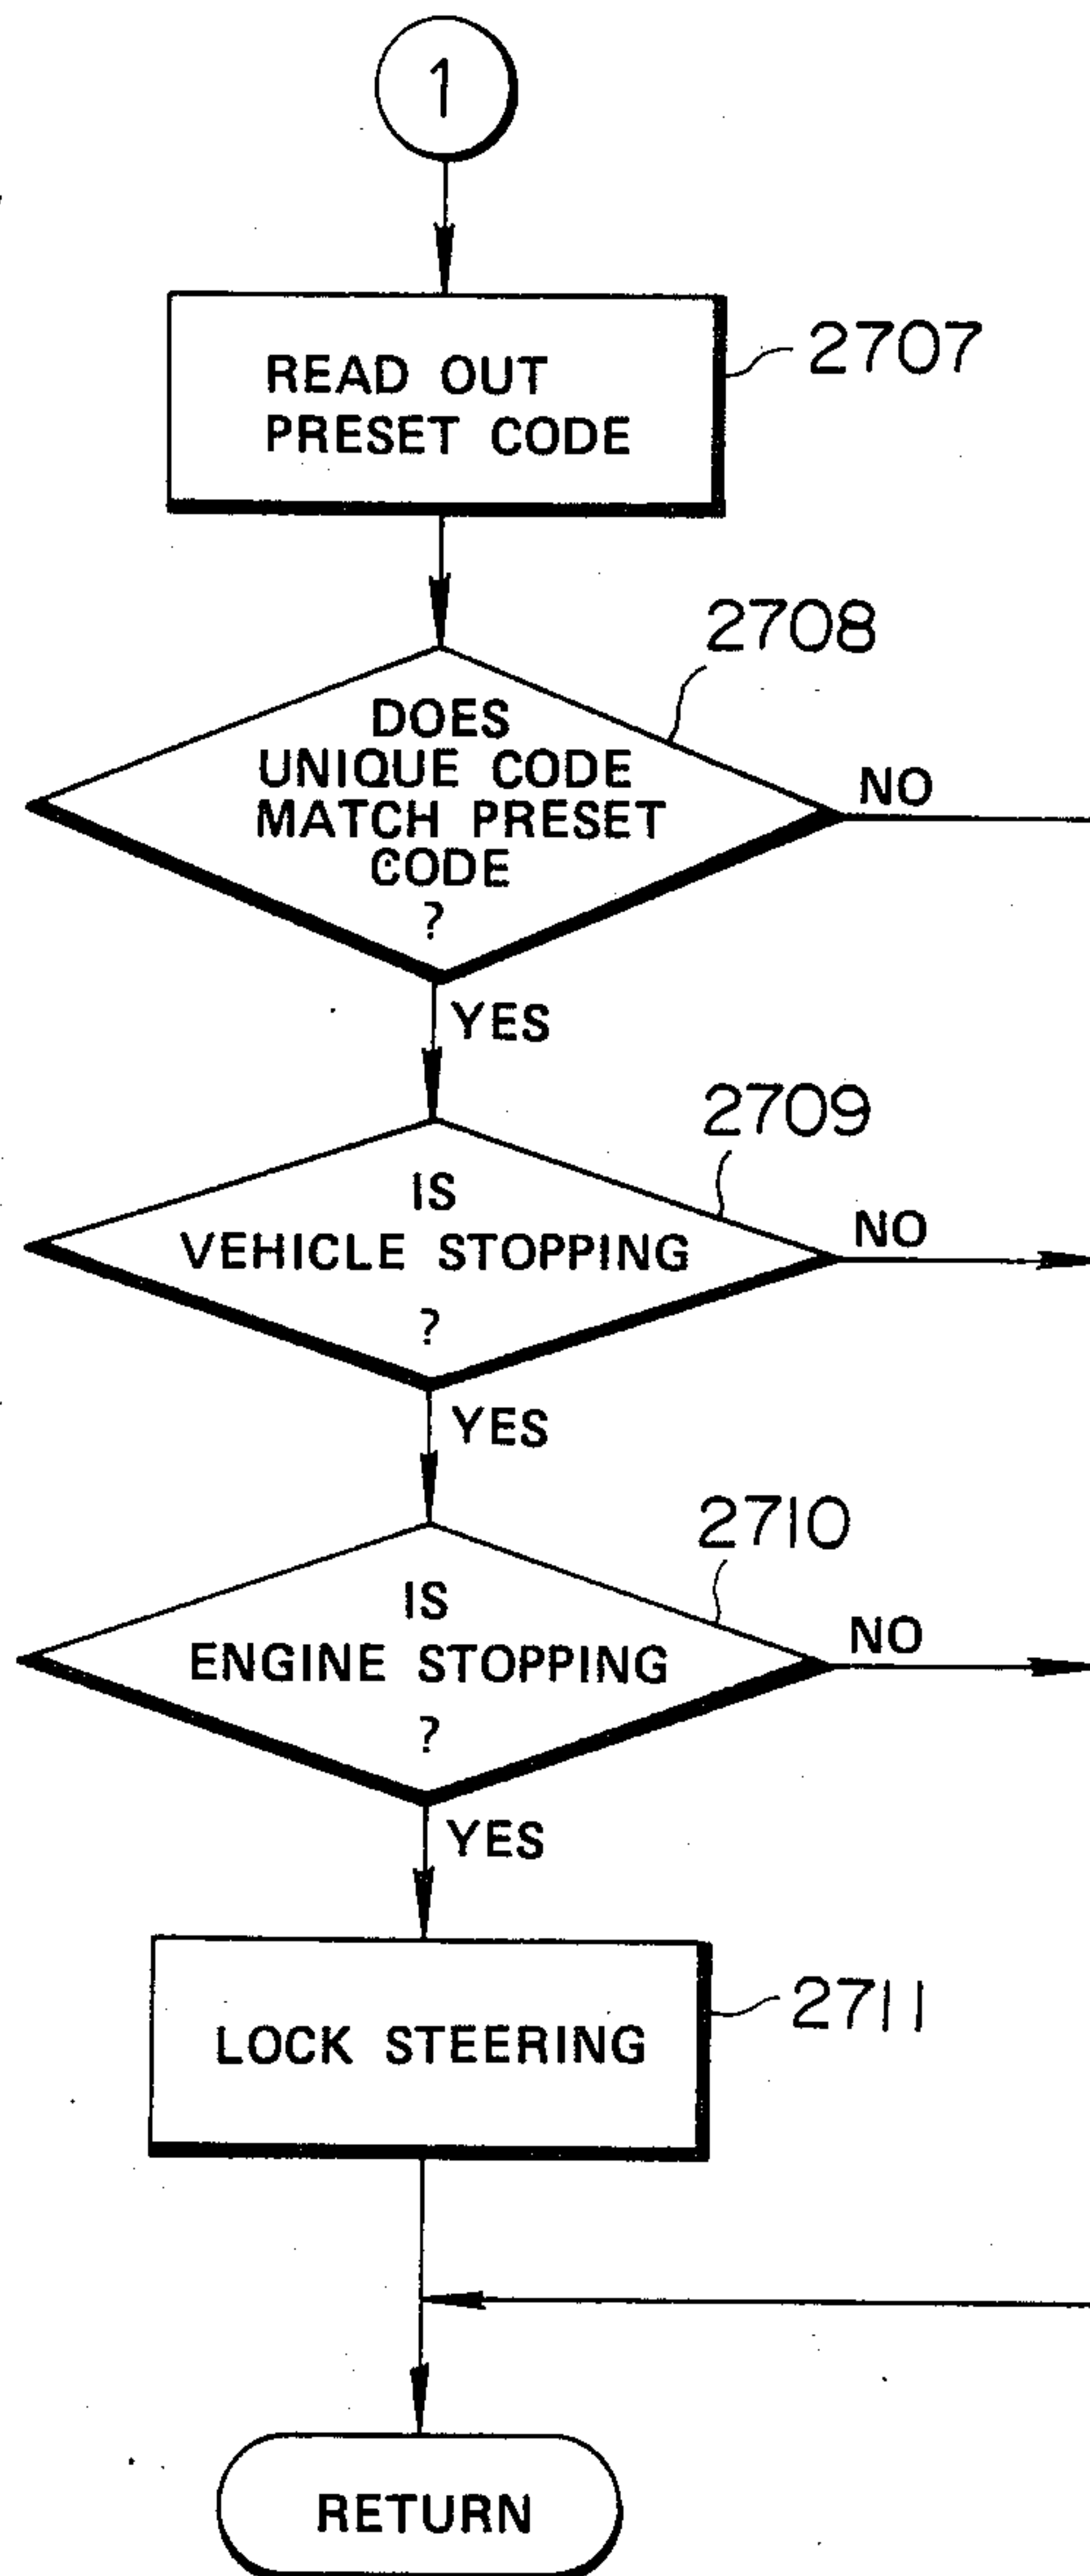 1
READ OUT
PRESET CODE
2707
2708
DOES
UNIQUE CODE
MATCH PRESET
CODE
?
NO
YES
2709
IS
VEHICLE STOPPING
?
NO
YES
2710
IS
ENGINE STOPPING
?
NO
YES
LOCK STEERING
2711
RETURN